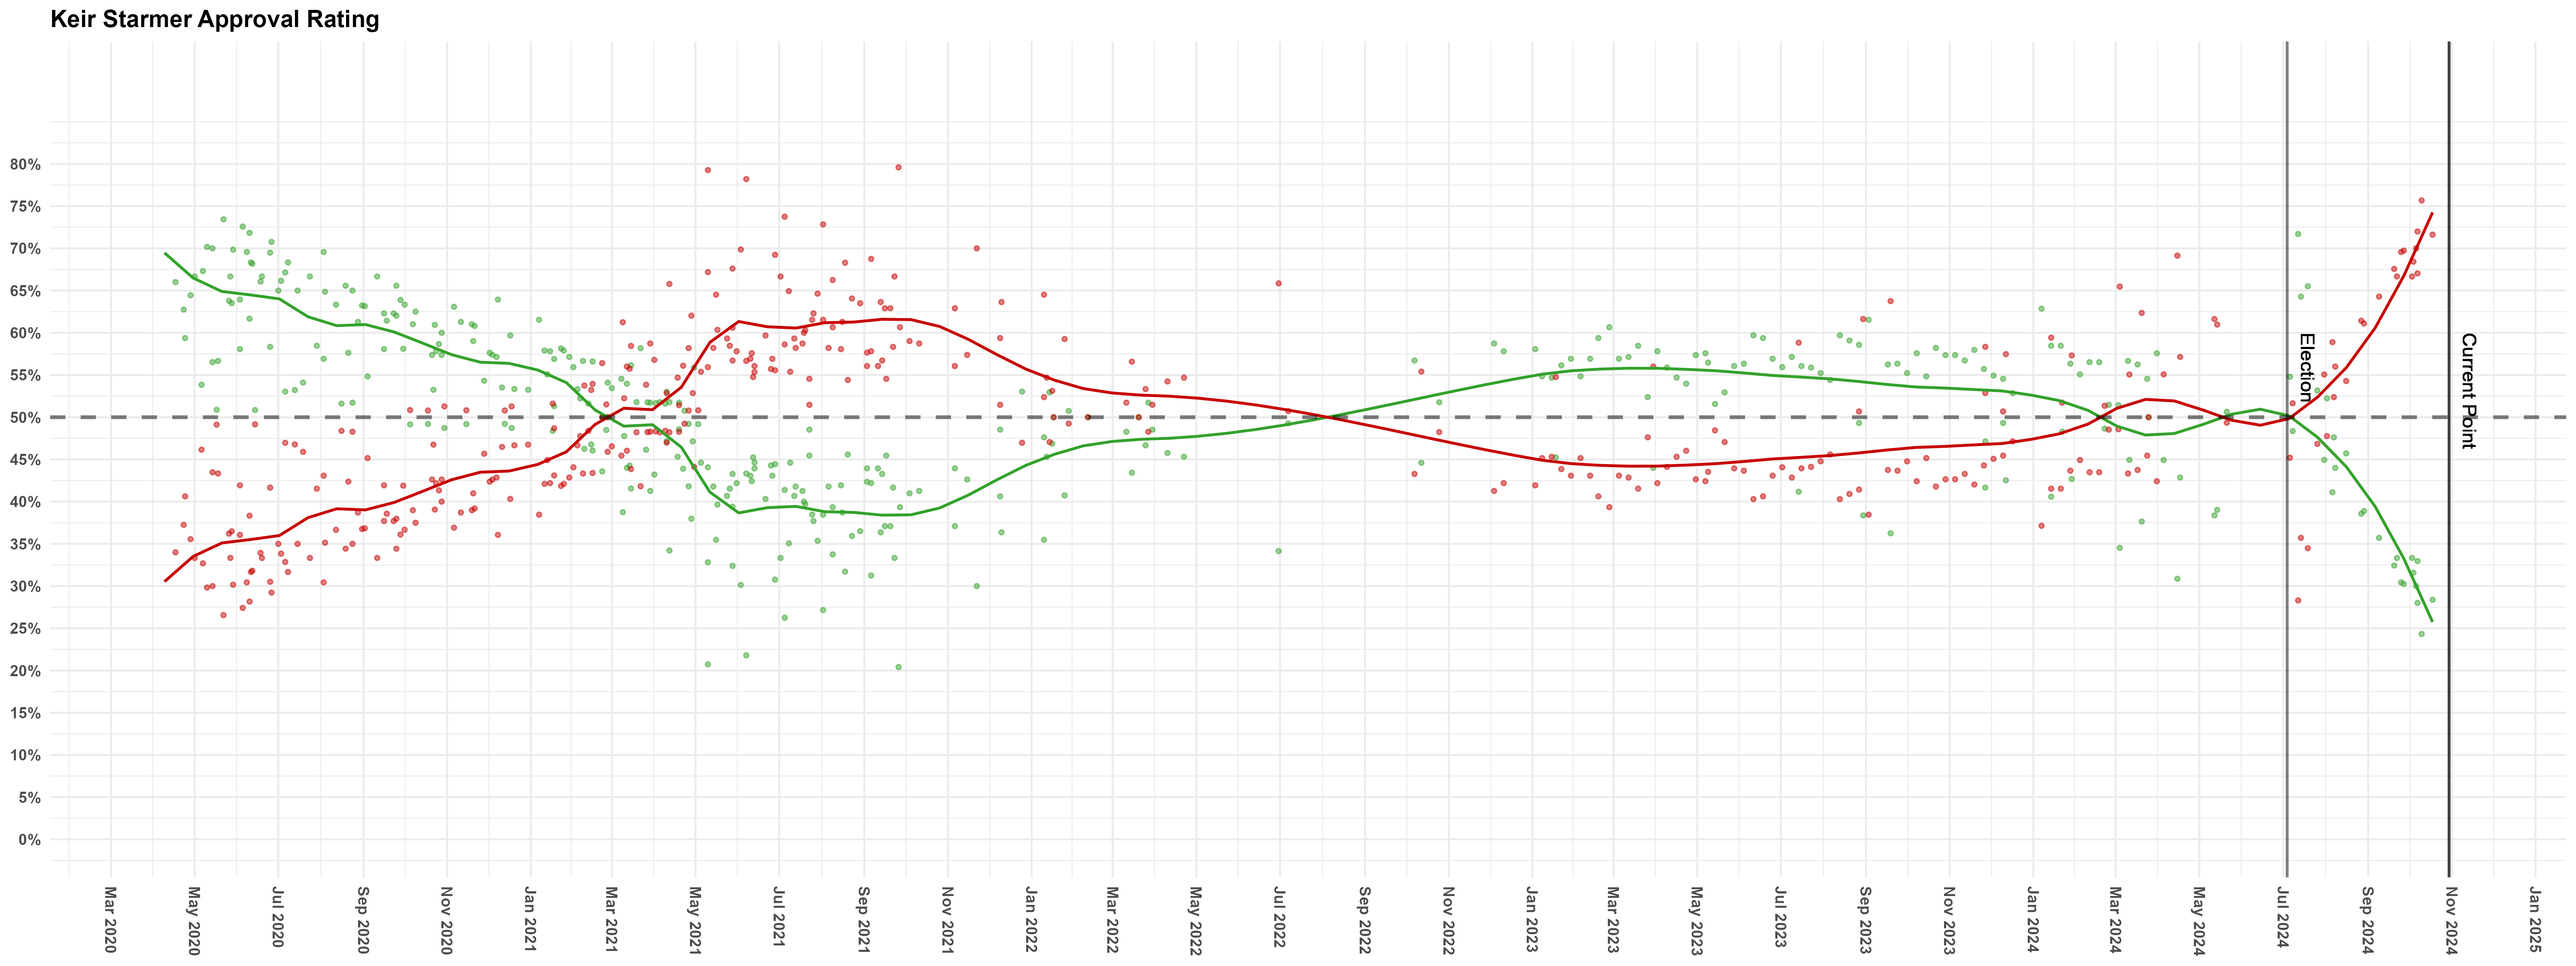 Keir Starmer Approval Rating
80%
75%
70%
65%
60%
55%
50%
45%
40%
35%
30%
25%
20%
15%
10%
5%
0%
Election
Current Point
Mar 2020
May 2020
Jul 2020
Sep 2020
Nov 2020
Jan 2021
Mar 2021
May 2021
Jul 2021
Sep 2021
Nov 2021
Jan 2022
Mar 2022
May 2022
Jul 2022
Sep 2022
Nov 2022
Jan 2023
Mar 2023
May 2023
Jul 2023
Sep 2023
Nov 2023
Jan 2024
Mar 2024
May 2024
Jul 2024
Sep 2024
Nov 2024
Jan 2025